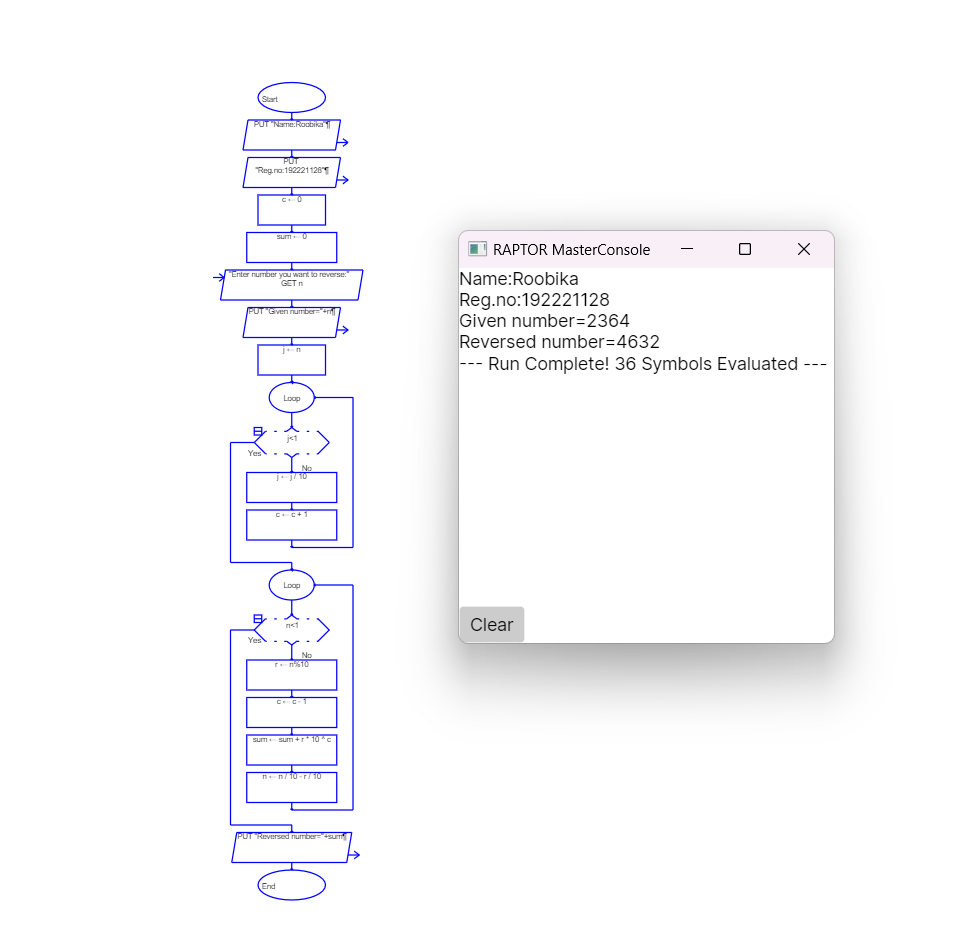 Start
PUT "Name:Roobika"¶
PUT
"Reg.no:192221128"¶
c ← 0
sum ← 0
"Enter number you want to reverse:"
GET n
PUT "Given number="+n¶
j ← n
Loop
j<1
Yes
No
j ← j / 10
c ← c + 1
Loop
n<1
Yes
No
r ← n%10
c ← c - 1
sum ← sum + r * 10 ^ c
n ← n / 10 - r / 10
PUT "Reversed number="+sum¶
End
RAPTOR MasterConsole
Name:Roobika
Reg.no:192221128
Given number=2364
Reversed number=4632
--- Run Complete! 36 Symbols Evaluated ---
Clear